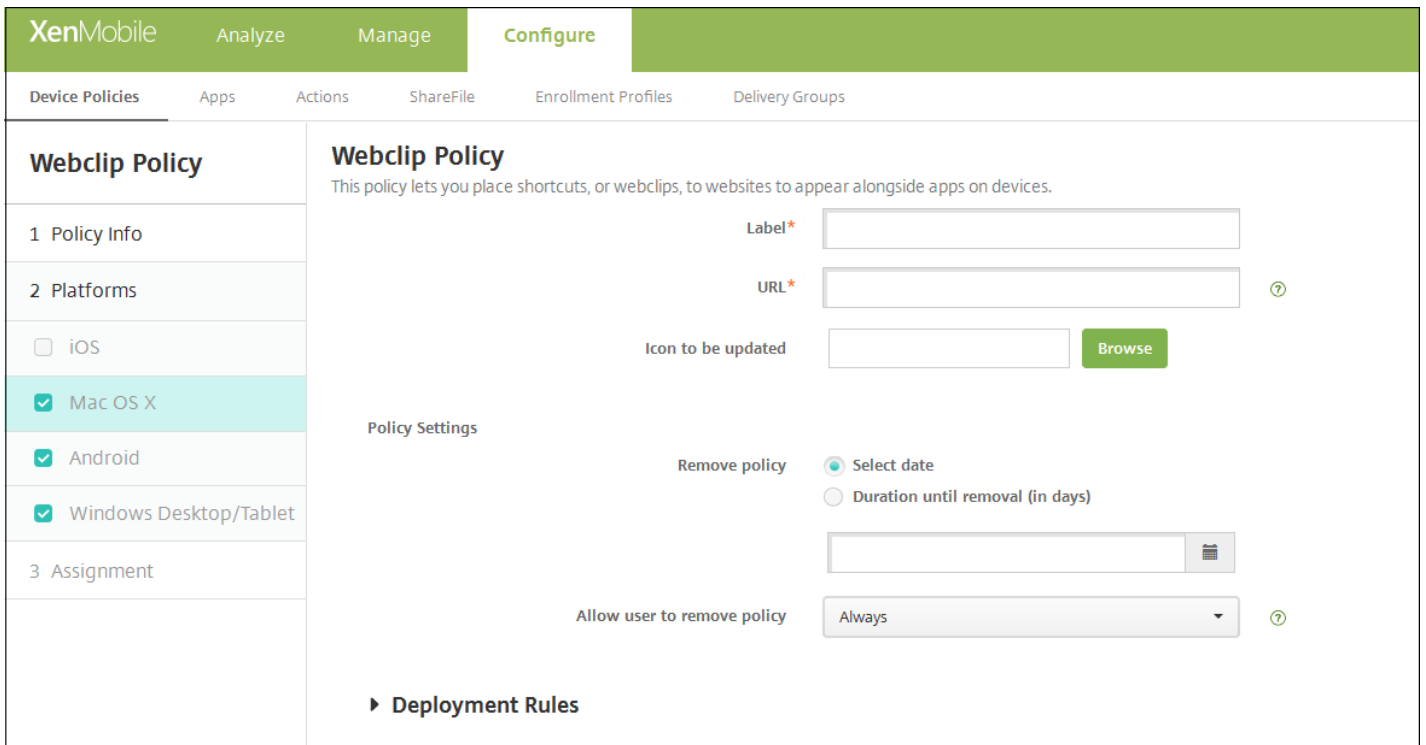 XenMobile Analyze Manage Configure
Device Policies Apps Actions ShareFile Enrollment Profiles Delivery Groups
Webclip Policy
1 Policy Info
2 Platforms
iOS
Mac OS X
Android
Windows Desktop/Tablet
3 Assignment
Webclip Policy
This policy lets you place shortcuts, or webclips, to websites to appear alongside apps on devices.
Label*
URL* ?
Icon to be updated Browse
Policy Settings
Remove policy Select date
Duration until removal (in days)
Allow user to remove policy Always ?
Deployment Rules